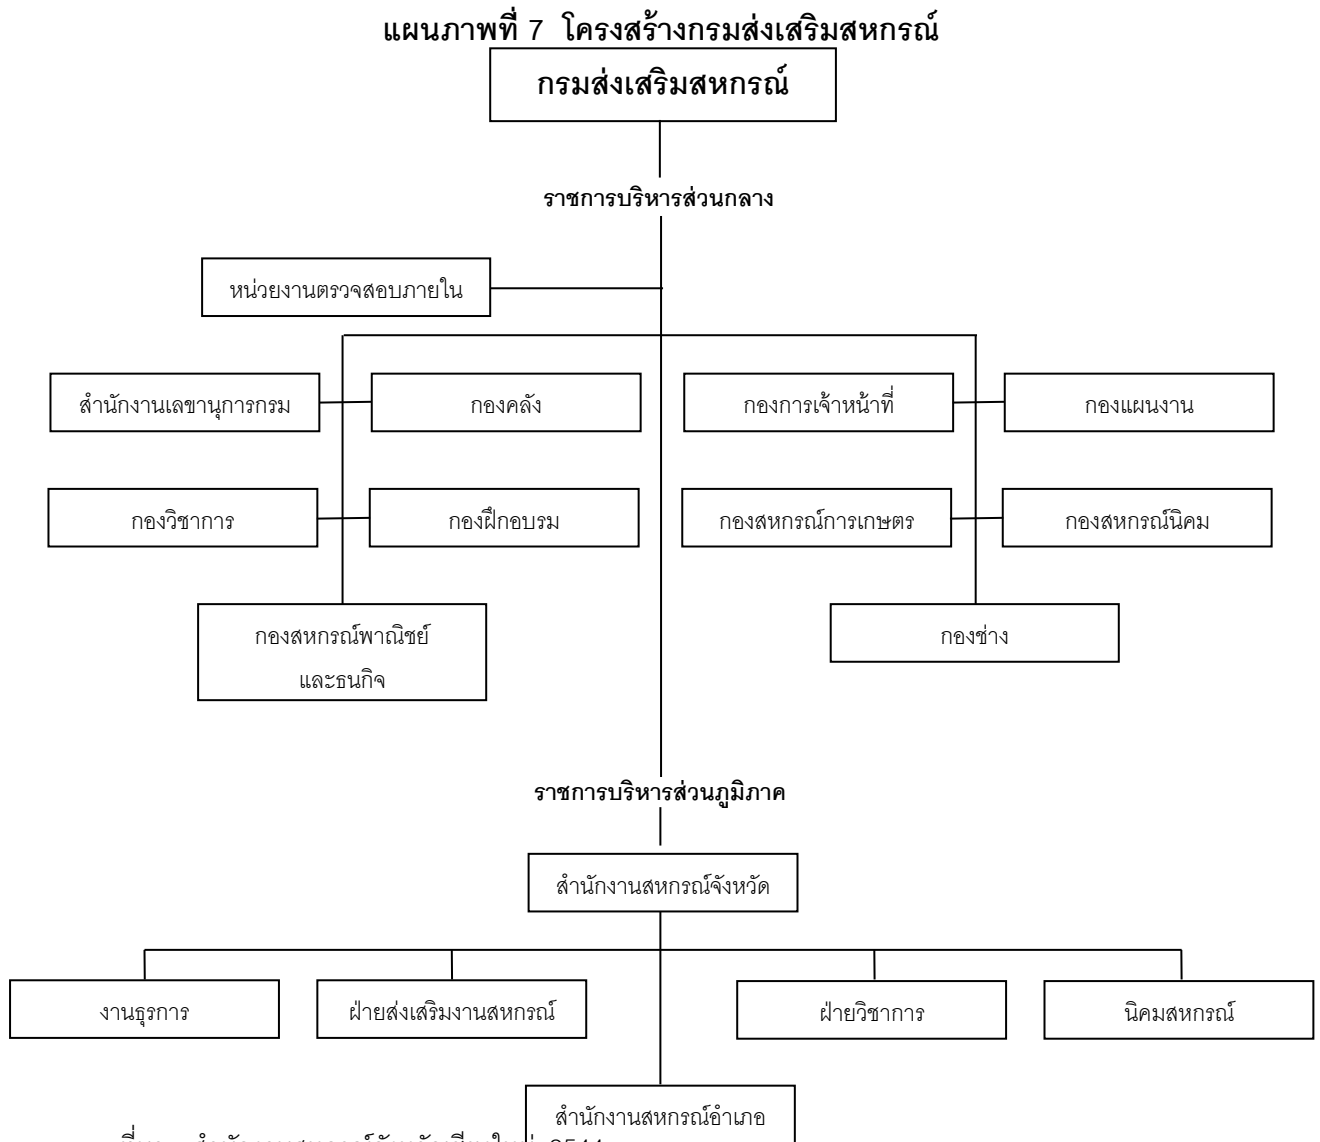 แผนภาพที่ 7 โครงสร้างกรมส่งเสริมสหกรณ์
กรมส่งเสริมสหกรณ์
ราชการบริหารส่วนกลาง
หน่วยงานตรวจสอบภายใน
สำนักงานเลขานุการกรม
กองคลัง
กองการเจ้าหน้าที่
กองแผนงาน
กองวิชาการ
กองฝึกอบรม
กองสหกรณ์การเกษตร
กองสหกรณ์นิคม
กองสหกรณ์พาณิชย์
และธนกิจ
กองช่าง
ราชการบริหารส่วนภูมิภาค
สำนักงานสหกรณ์จังหวัด
งานธุรการ
ฝ่ายส่งเสริมงานสหกรณ์
ฝ่ายวิชาการ
นิคมสหกรณ์
สำนักงานสหกรณ์อำเภอ